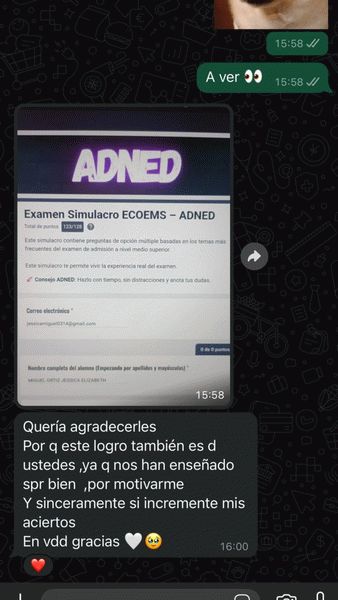 15:58
A ver 👀
15:58
ADNED
Examen Simulacro ECOEMS – ADNED
Total de puntos 123/128 ?
Este simulacro contiene preguntas de opción múltiple basadas en los temas más
frecuentes del examen de admisión a nivel medio superior.
Este simulacro te permite vivir la experiencia real del examen.
🚀 Consejo ADNED: Hazlo con tiempo, sin distracciones y anota tus dudas.
Correo electrónico *
jessicamiguel0314@gmail.com
0 de 0 puntos
Nombre completo del alumno (Empezando por apellidos y mayúsculas) *
MIGUEL ORTIZ JESSICA ELIZABETH
15:58
Quería agradecerles
Por q este logro también es d
ustedes ,ya q nos han enseñado
spr bien ,por motivarme
Y sinceramente si incremente mis
aciertos
En vdd gracias 🤍🥹
16:00
❤️